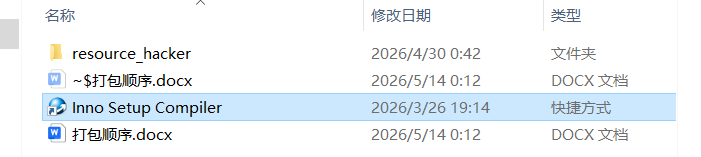 名称 修改日期 类型
resource_hacker 2026/4/30 0:42 文件夹
~$打包顺序.docx 2026/5/14 0:12 DOCX 文档
Inno Setup Compiler 2026/3/26 19:14 快捷方式
打包顺序.docx 2026/5/14 0:12 DOCX 文档